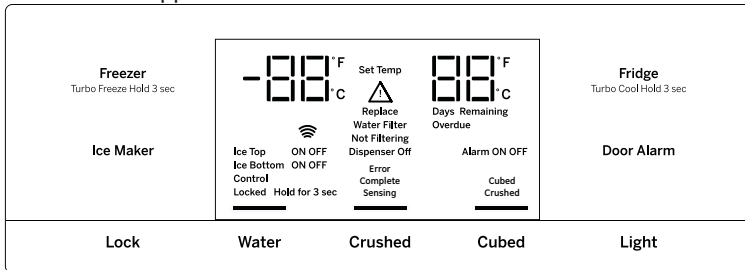 Freezer
Turbo Freeze Hold 3 sec
Ice Maker
-88 °F °C
Set Temp
88 °F °C
Replace
Water Filter
Not Filtering
Dispenser Off
Days Remaining
Overdue
Ice Top ON OFF
Ice Bottom ON OFF
Control
Locked Hold for 3 sec
Error
Complete
Sensing
Alarm ON OFF
Cubed
Crushed
Fridge
Turbo Cool Hold 3 sec
Door Alarm
Lock Water Crushed Cubed Light